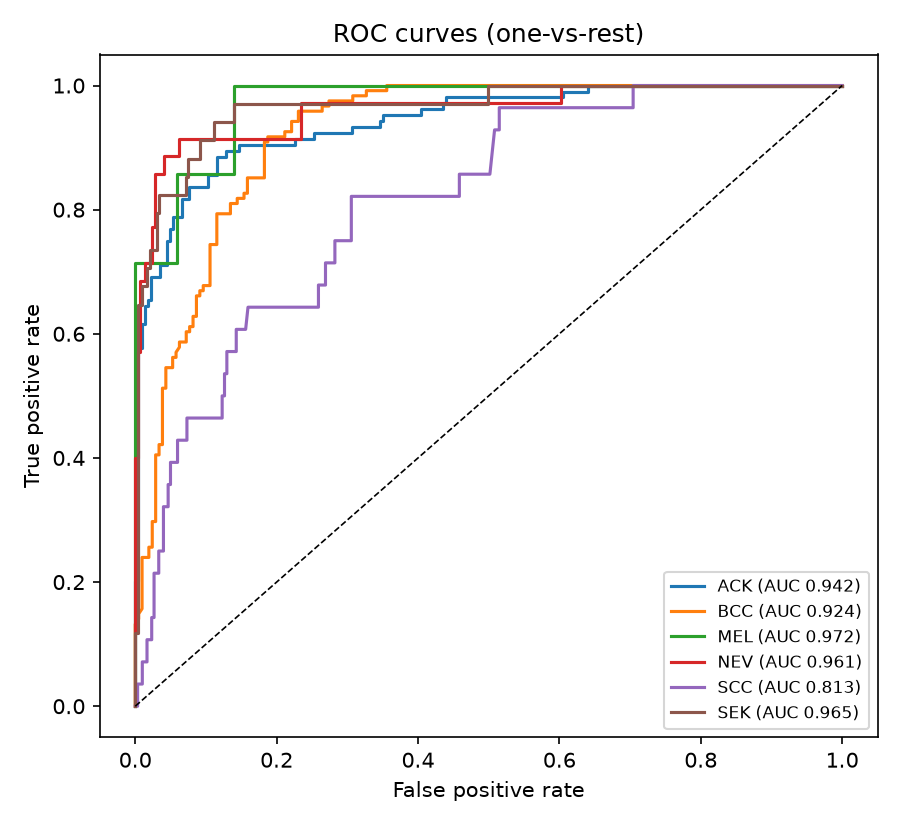 ROC curves (one-vs-rest)
True positive rate
1.0
0.8
0.6
0.4
0.2
0.0
0.0 0.2 0.4 0.6 0.8 1.0
False positive rate
ACK (AUC 0.942)
BCC (AUC 0.924)
MEL (AUC 0.972)
NEV (AUC 0.961)
SCC (AUC 0.813)
SEK (AUC 0.965)